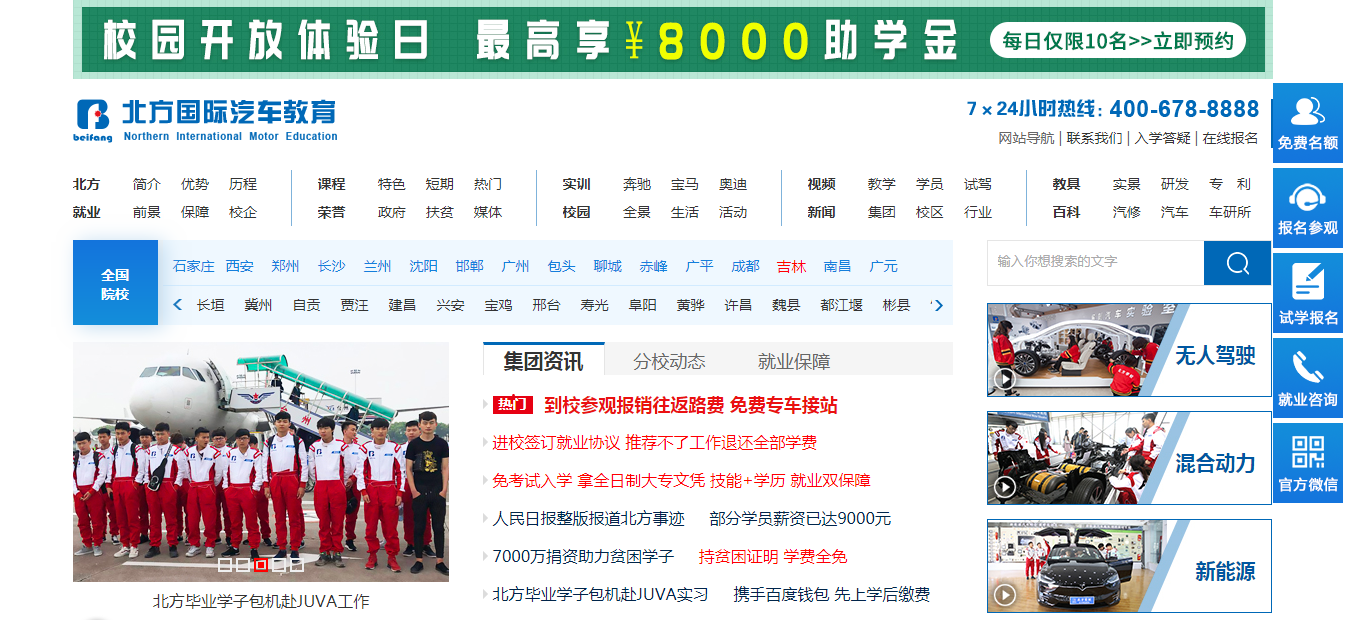 校园开放体验日 最高享¥8000助学金 每日仅限10名>>立即预约
北方国际汽车教育
beifang Northern International Motor Education
7×24小时热线：400-678-8888
网站导航 | 联系我们 | 入学答疑 | 在线报名
北方 简介 优势 历程 课程 特色 短期 热门 实训 奔驰 宝马 奥迪 视频 教学 学员 试驾 教具 实景 研发 专 利
就业 前景 保障 校企 荣誉 政府 扶贫 媒体 校园 全景 生活 活动 新闻 集团 校区 行业 百科 汽修 汽车 车研所
全国
院校
石家庄 西安 郑州 长沙 兰州 沈阳 邯郸 广州 包头 聊城 赤峰 广平 成都 吉林 南昌 广元
长垣 冀州 自贡 贾汪 建昌 兴安 宝鸡 邢台 寿光 阜阳 黄骅 许昌 魏县 都江堰 彬县
输入你想搜索的文字
集团资讯 分校动态 就业保障
热门 到校参观报销往返路费 免费专车接站
进校签订就业协议 推荐不了工作退还全部学费
免考试入学 拿全日制大专文凭 技能+学历 就业双保障
人民日报整版报道北方事迹 部分学员薪资已达9000元
7000万捐资助力贫困学子 持贫困证明 学费全免
北方毕业学子包机赴JUVA实习 携手百度钱包 先上学后缴费
北方毕业学子包机赴JUVA工作
无人驾驶
混合动力
新能源
免费名额
报名参观
试学报名
就业咨询
官方微信